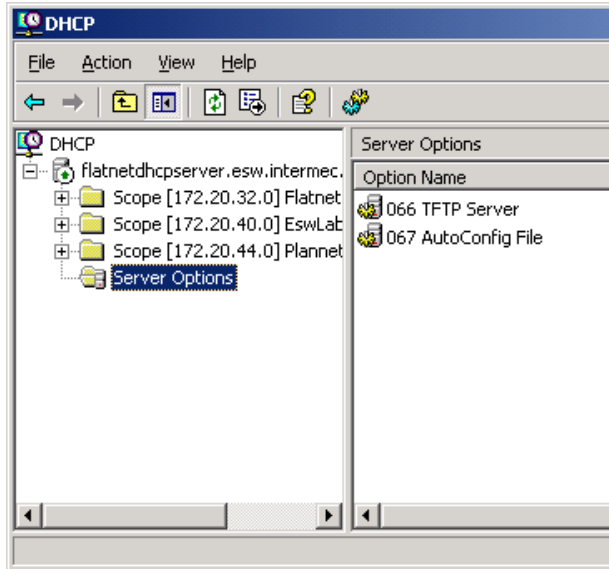 DHCP
File Action View Help
DHCP
flatnetdhcpserver.esw.intermec.
Scope [172.20.32.0] Flatnet
Scope [172.20.40.0] EswLab
Scope [172.20.44.0] Plannet
Server Options
Server Options
Option Name
066 TFTP Server
067 AutoConfig File